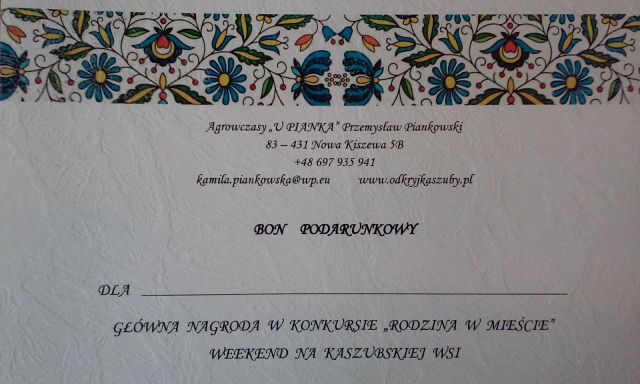 Agrowczasy „U PIANKA" Przemysław Piankowski
83 – 431 Nowa Kiszewa 5B
+48 697 935 941
kamila.piankowska@wp.eu www.odkryjkaszuby.pl
BON PODARUNKOWY
DLA
GŁÓWNA NAGRODA W KONKURSIE „RODZINA W MIEŚCIE"
WEEKEND NA KASZUBSKIEJ WSI